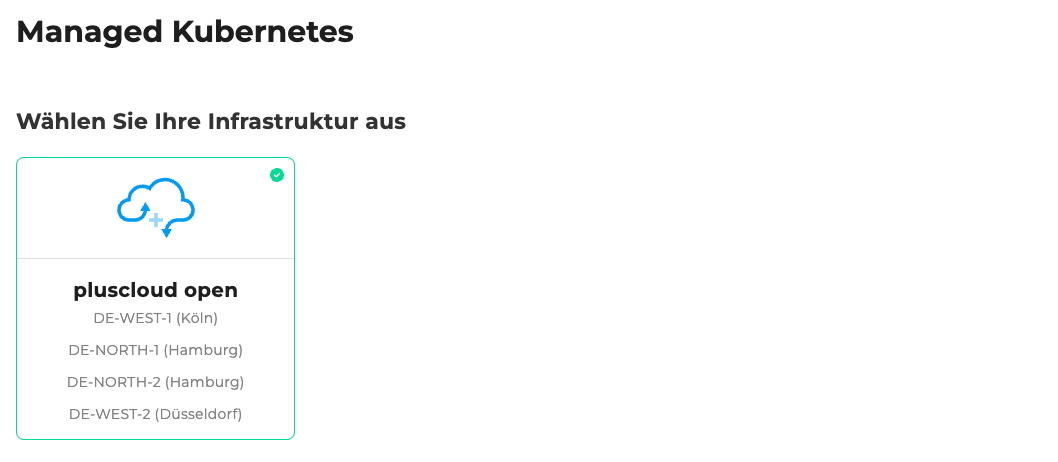 Managed Kubernetes
Wählen Sie Ihre Infrastruktur aus
pluscloud open
DE-WEST-1 (Köln)
DE-NORTH-1 (Hamburg)
DE-NORTH-2 (Hamburg)
DE-WEST-2 (Düsseldorf)